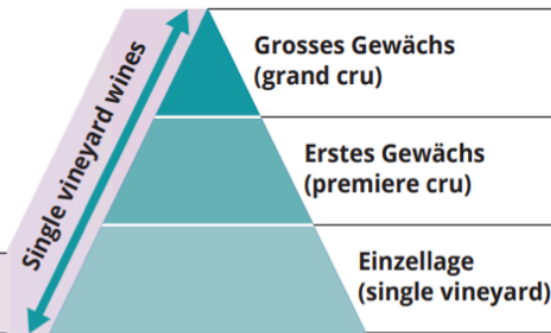 Single vineyard wines
Grosses Gewächs
(grand cru)
Erstes Gewächs
(premiere cru)
Einzellage
(single vineyard)